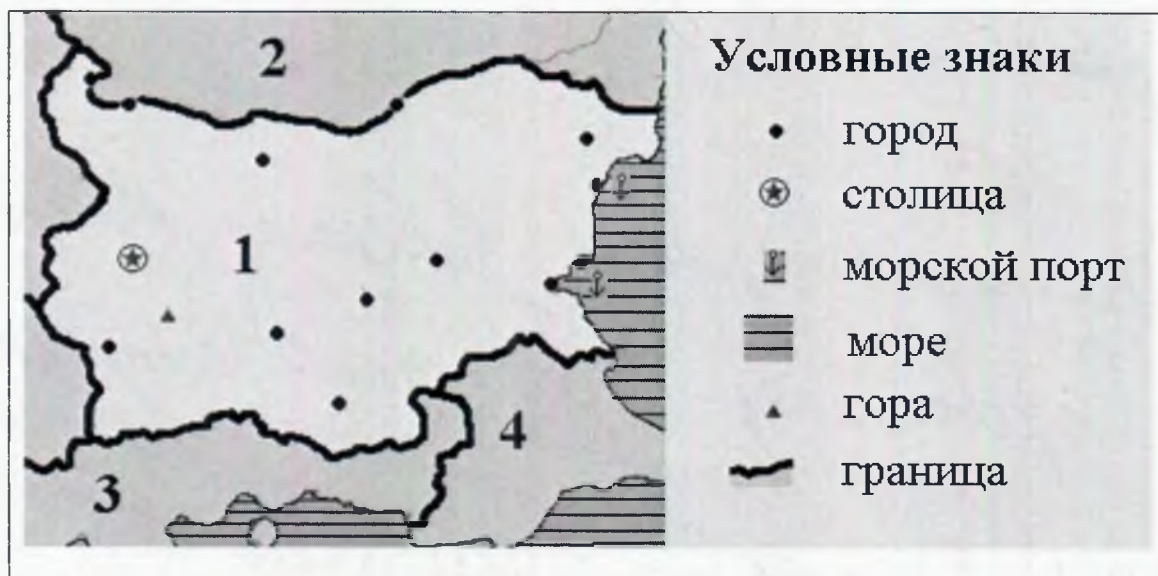 2
1
4
3
Условные знаки
город
столица
морской порт
море
гора
граница